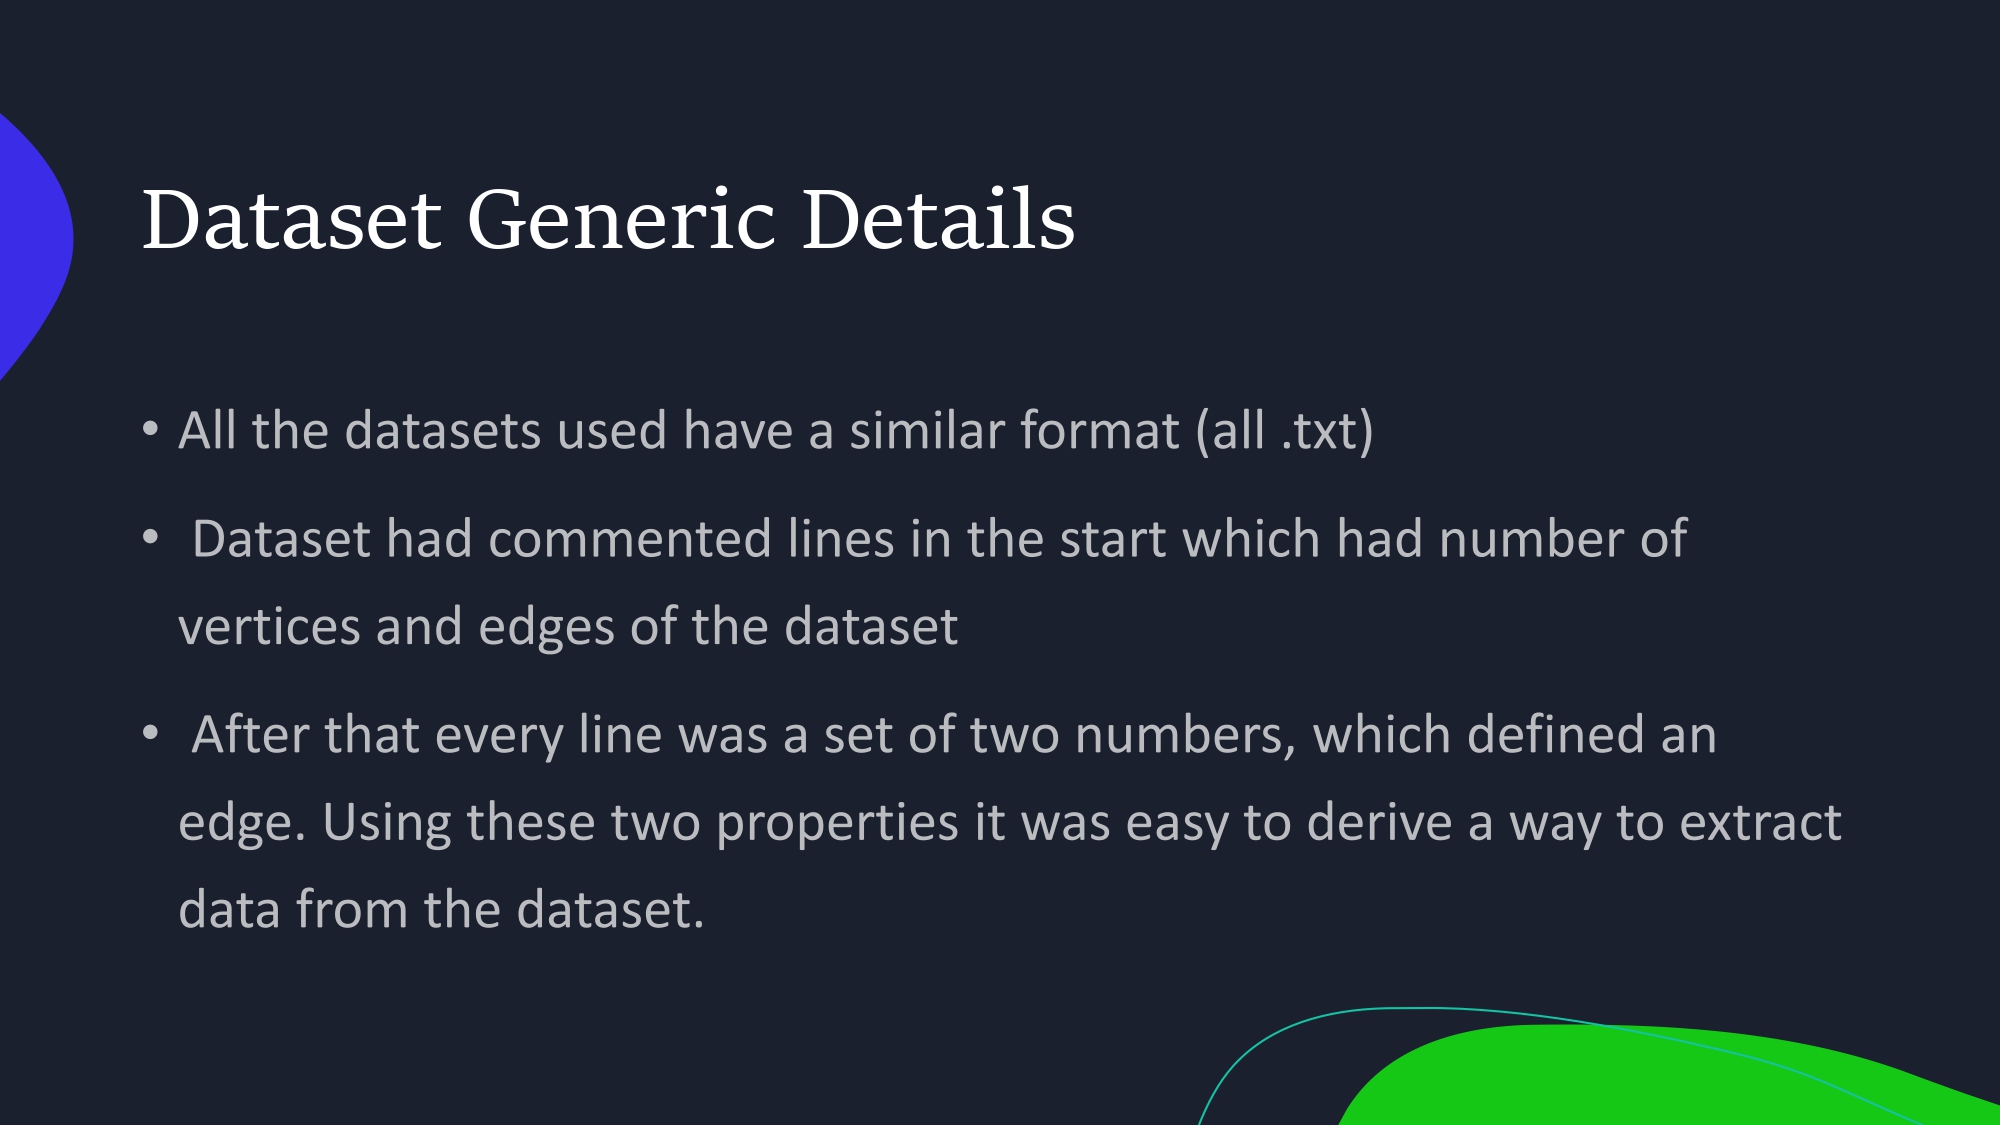 Dataset Generic Details
• All the datasets used have a similar format (all .txt)
• Dataset had commented lines in the start which had number of
vertices and edges of the dataset
• After that every line was a set of two numbers, which defined an
edge. Using these two properties it was easy to derive a way to extract
data from the dataset.